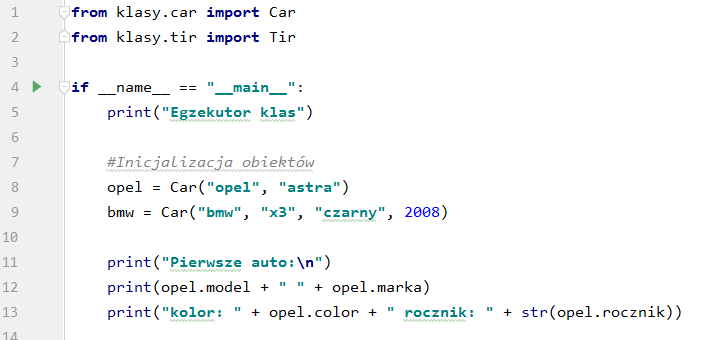 1 from klasy.car import Car
2 from klasy.tir import Tir
3
4 if __name__ == "__main__":
5     print("Egzekutor klas")
6
7     #Inicjalizacja obiektów
8     opel = Car("opel", "astra")
9     bmw = Car("bmw", "x3", "czarny", 2008)
10
11     print("Pierwsze auto:\n")
12     print(opel.model + " " + opel.marka)
13     print("kolor: " + opel.color + " rocznik: " + str(opel.rocznik))
14